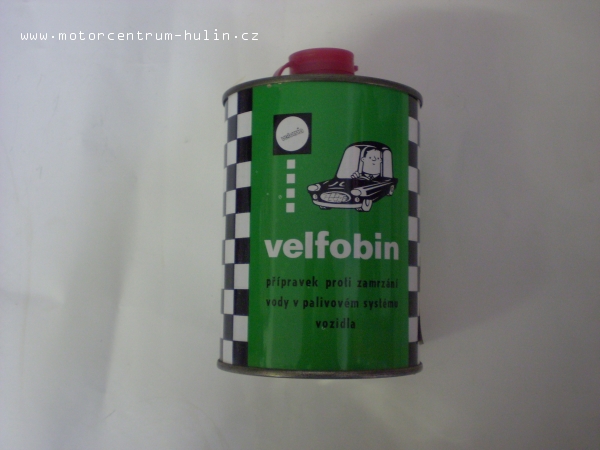 www.motorcentrum-hulin.cz
velfobin
přípravek proti zamrzání
vody v palivovém systému
vozidla